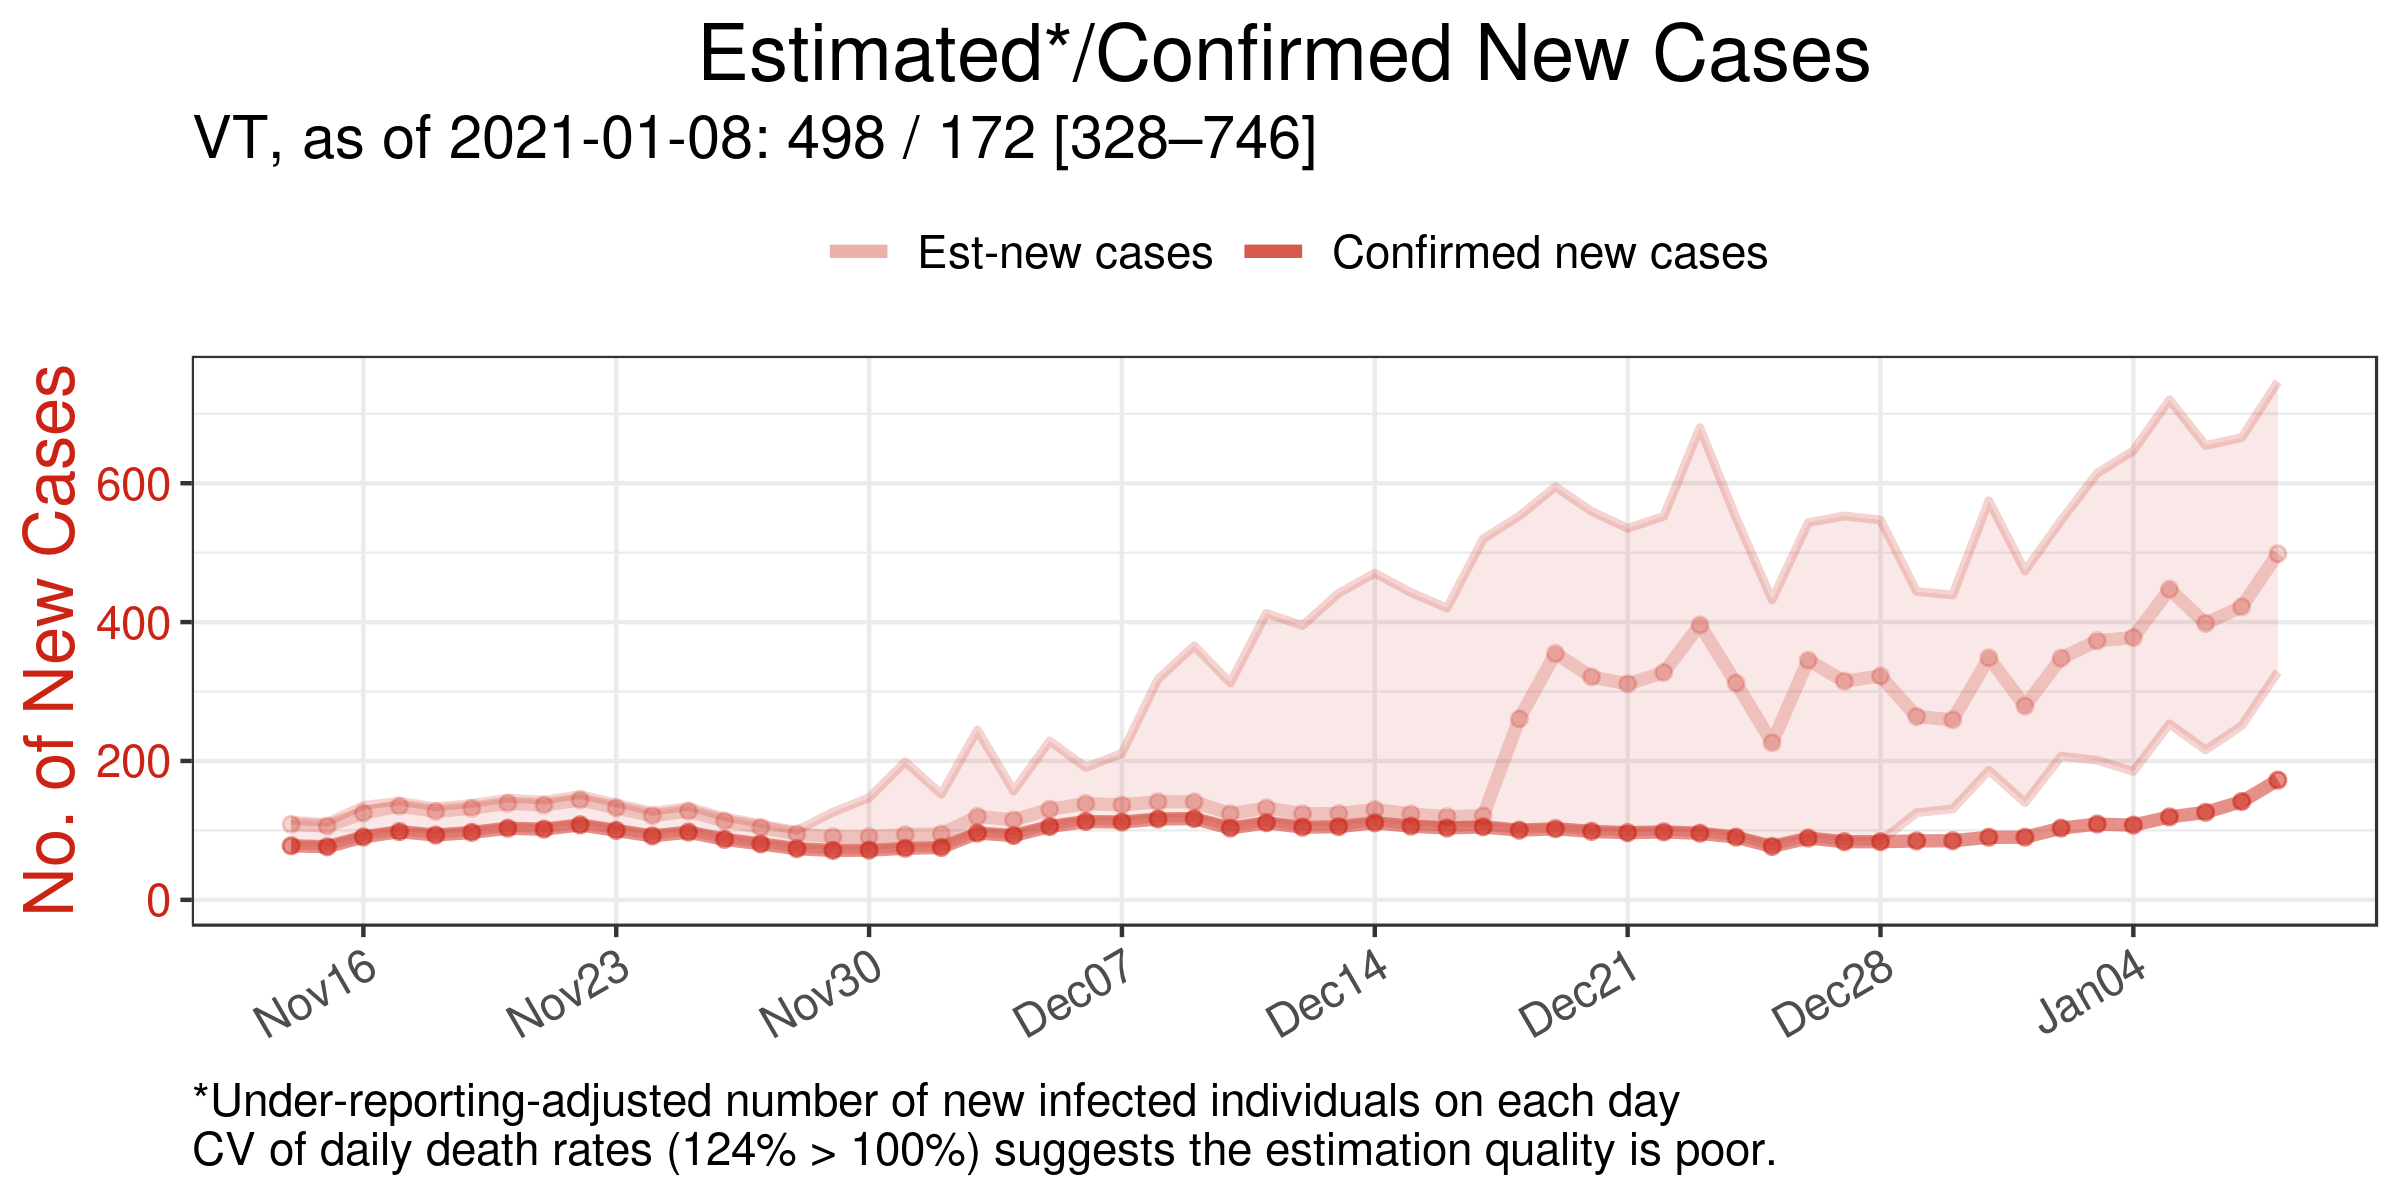 Estimated*/Confirmed New Cases
VT, as of 2021-01-08: 498 / 172 [328–746]
Est-new cases
Confirmed new cases
No. of New Cases
600
400
200
0
Nov16
Nov23
Nov30
Dec07
Dec14
Dec21
Dec28
Jan04
*Under-reporting-adjusted number of new infected individuals on each day
CV of daily death rates (124% > 100%) suggests the estimation quality is poor.